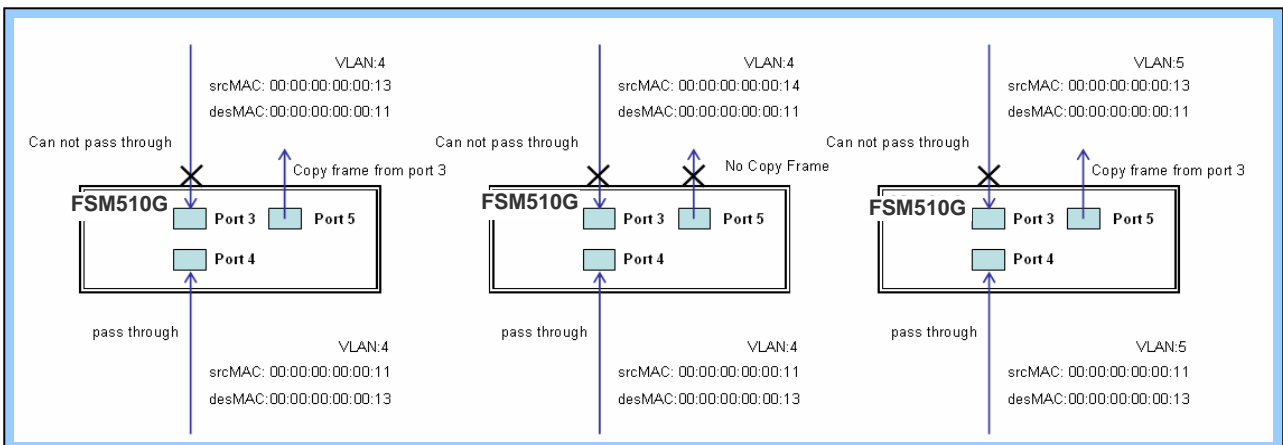 VLAN:4
srcMAC: 00:00:00:00:00:13
desMAC:00:00:00:00:00:11
Can not pass through
Copy frame from port 3
FSM510G
Port 3
Port 5
Port 4
pass through
VLAN:4
srcMAC: 00:00:00:00:00:11
desMAC:00:00:00:00:00:13
VLAN:4
srcMAC: 00:00:00:00:00:14
desMAC:00:00:00:00:00:11
Can not pass through
No Copy Frame
FSM510G
Port 3
Port 5
Port 4
pass through
VLAN:4
srcMAC: 00:00:00:00:00:11
desMAC:00:00:00:00:00:13
VLAN:5
srcMAC: 00:00:00:00:00:13
desMAC:00:00:00:00:00:11
Can not pass through
Copy frame from port 3
FSM510G
Port 3
Port 5
Port 4
pass through
VLAN:5
srcMAC: 00:00:00:00:00:11
desMAC:00:00:00:00:00:13